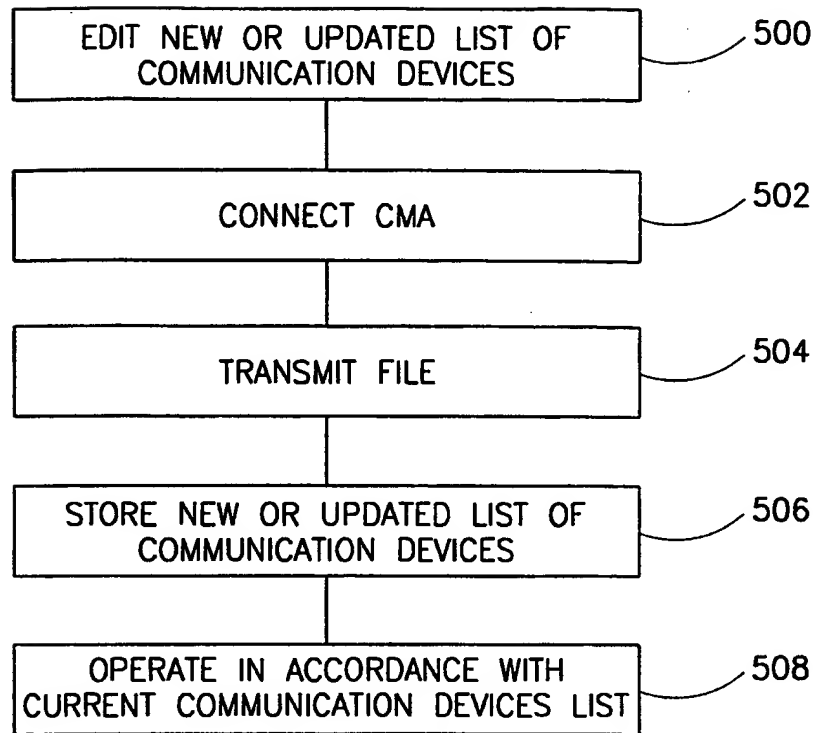 EDIT NEW OR UPDATED LIST OF
COMMUNICATION DEVICES
500
CONNECT CMA
502
TRANSMIT FILE
504
STORE NEW OR UPDATED LIST OF
COMMUNICATION DEVICES
506
OPERATE IN ACCORDANCE WITH
CURRENT COMMUNICATION DEVICES LIST
508